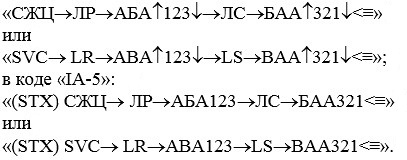 «СЖЦ→ЛР→АБА↑123↓→ЛС→БАА↑321↓<≡»
или
«SVC→ LR→ABA↑123↓→LS→BAA↑321↓<≡»;
в коде «IA-5»:
«(STX) СЖЦ→ ЛР→АБА123→ЛС→БАА321<≡»
или
«(STX) SVC→ LR→ABA123→LS→BAA321<≡».